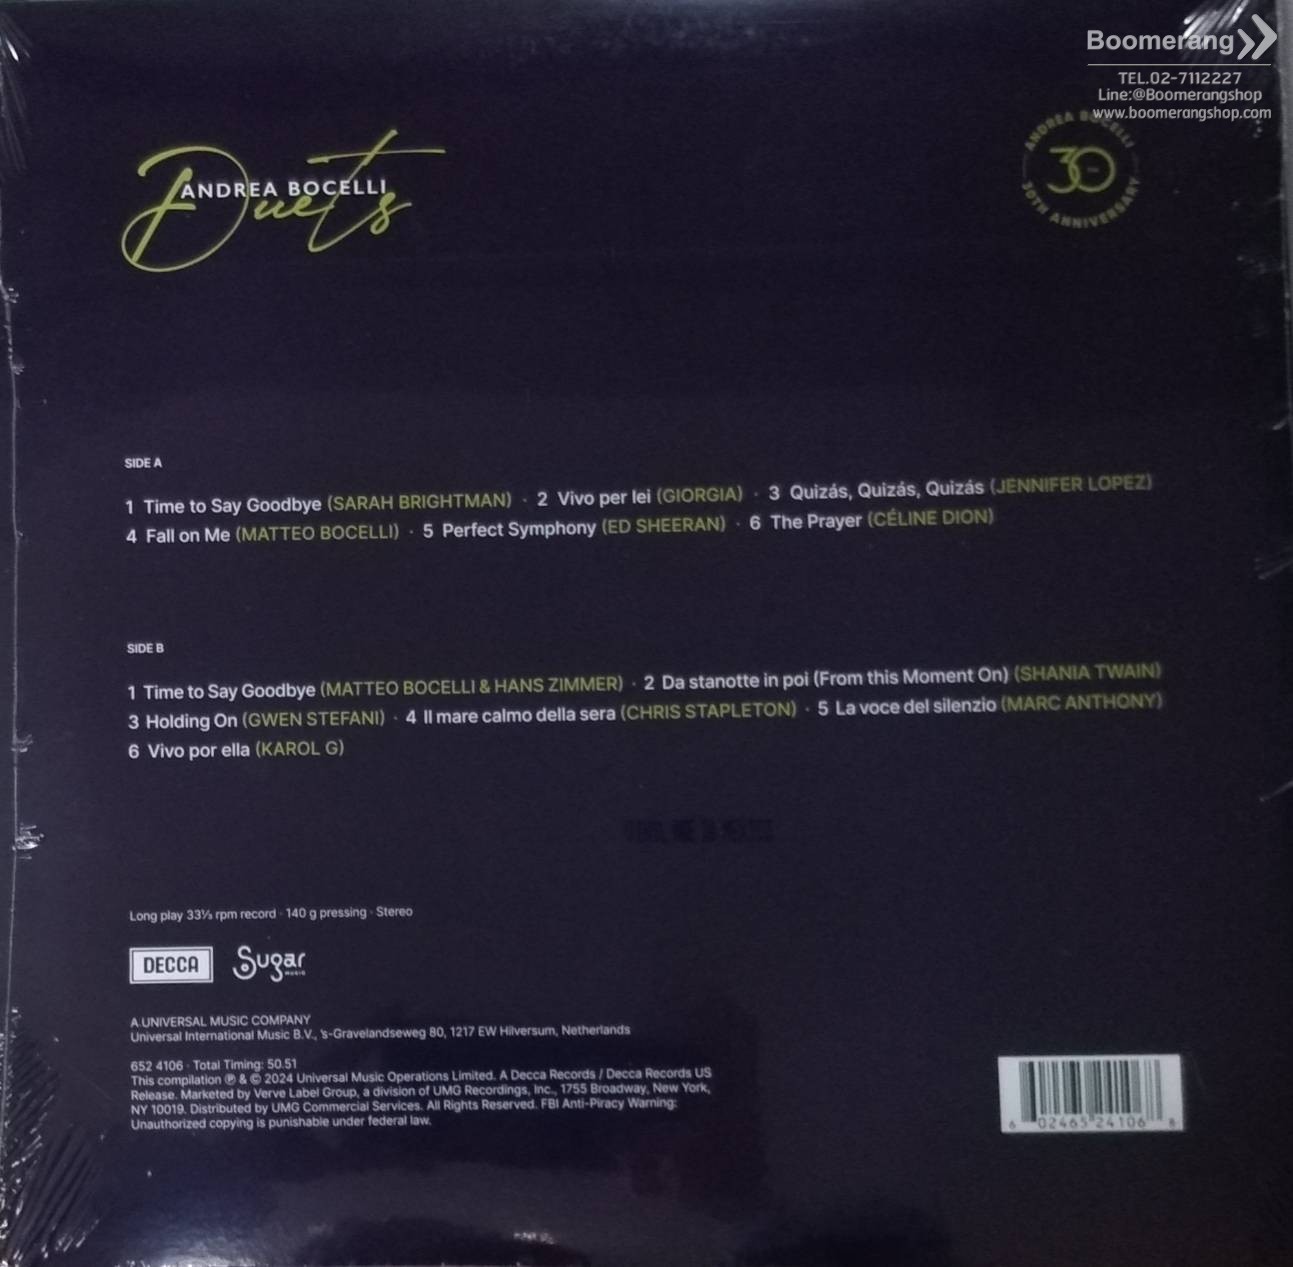 Boomerang
TEL.02-7112227
Line:@Boomerangshop
www.boomerangshop.com
ANDREA BOCELLI
30
30TH ANNIVERSARY
ANDREA BOCELLI
Duets
SIDE A
1 Time to Say Goodbye (SARAH BRIGHTMAN) · 2 Vivo per lei (GIORGIA) · 3 Quizás, Quizás, Quizás (JENNIFER LOPEZ)
4 Fall on Me (MATTEO BOCELLI) · 5 Perfect Symphony (ED SHEERAN) · 6 The Prayer (CÉLINE DION)
SIDE B
1 Time to Say Goodbye (MATTEO BOCELLI & HANS ZIMMER) · 2 Da stanotte in poi (From this Moment On) (SHANIA TWAIN)
3 Holding On (GWEN STEFANI) · 4 Il mare calmo della sera (CHRIS STAPLETON) · 5 La voce del silenzio (MARC ANTHONY)
6 Vivo por ella (KAROL G)
Long play 33⅓ rpm record · 140 g pressing · Stereo
DECCA
Sugar
MUSIC
A UNIVERSAL MUSIC COMPANY
Universal International Music B.V., 's-Gravelandseweg 80, 1217 EW Hilversum, Netherlands
652 4106 · Total Timing: 50.51
This compilation ℗ & © 2024 Universal Music Operations Limited. A Decca Records / Decca Records US
Release. Marketed by Verve Label Group, a division of UMG Recordings, Inc., 1755 Broadway, New York,
NY 10019. Distributed by UMG Commercial Services. All Rights Reserved. FBI Anti-Piracy Warning:
Unauthorized copying is punishable under federal law.
6 02465 24106 8